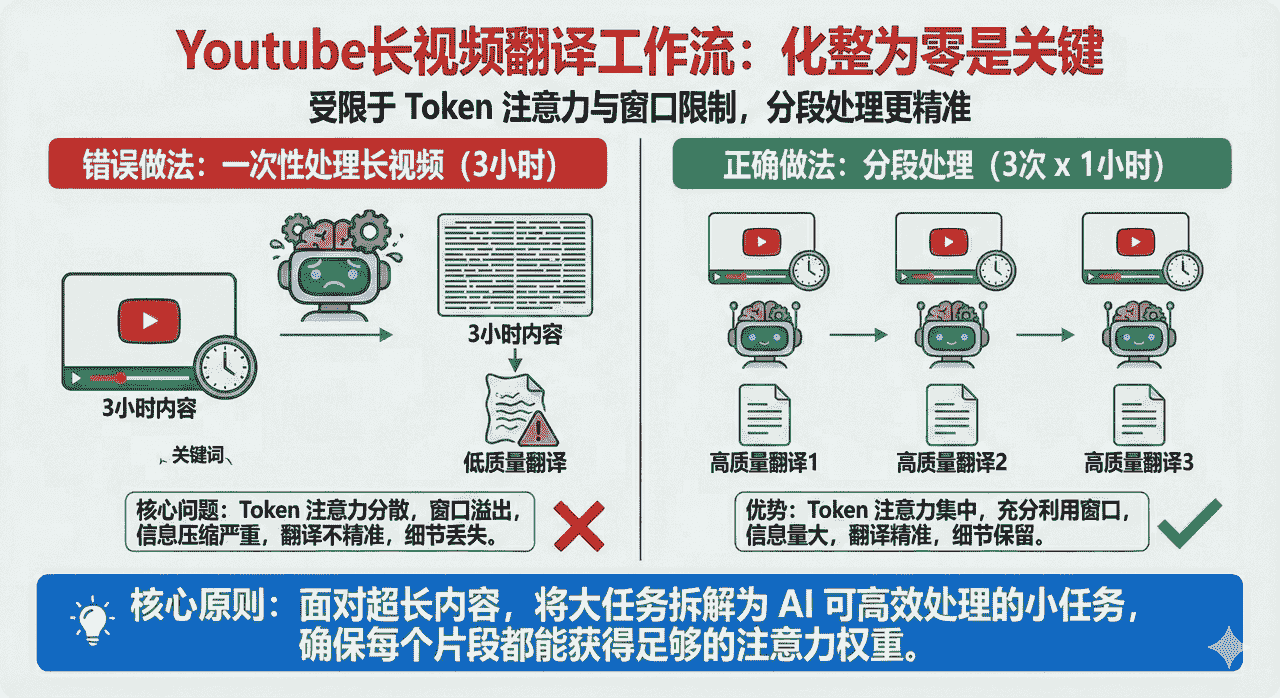 Youtube长视频翻译工作流：化整为零是关键
受限于 Token 注意力与窗口限制，分段处理更精准
错误做法：一次性处理长视频（3小时）
3小时内容
关键词
3小时内容
低质量翻译
核心问题：Token 注意力分散，窗口溢出，
信息压缩严重，翻译不精准，细节丢失。
正确做法：分段处理（3次 x 1小时）
高质量翻译1
高质量翻译2
高质量翻译3
优势：Token 注意力集中，充分利用窗口，
信息量大，翻译精准，细节保留。
核心原则：面对超长内容，将大任务拆解为 AI 可高效处理的小任务，
确保每个片段都能获得足够的注意力权重。